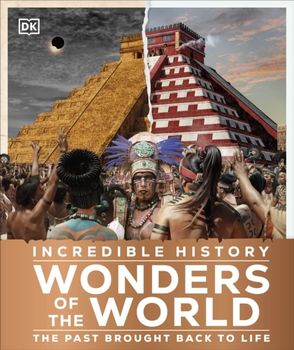 DK
INCREDIBLE HISTORY
WONDERS
OF THE
WORLD
THE PAST BROUGHT BACK TO LIFE